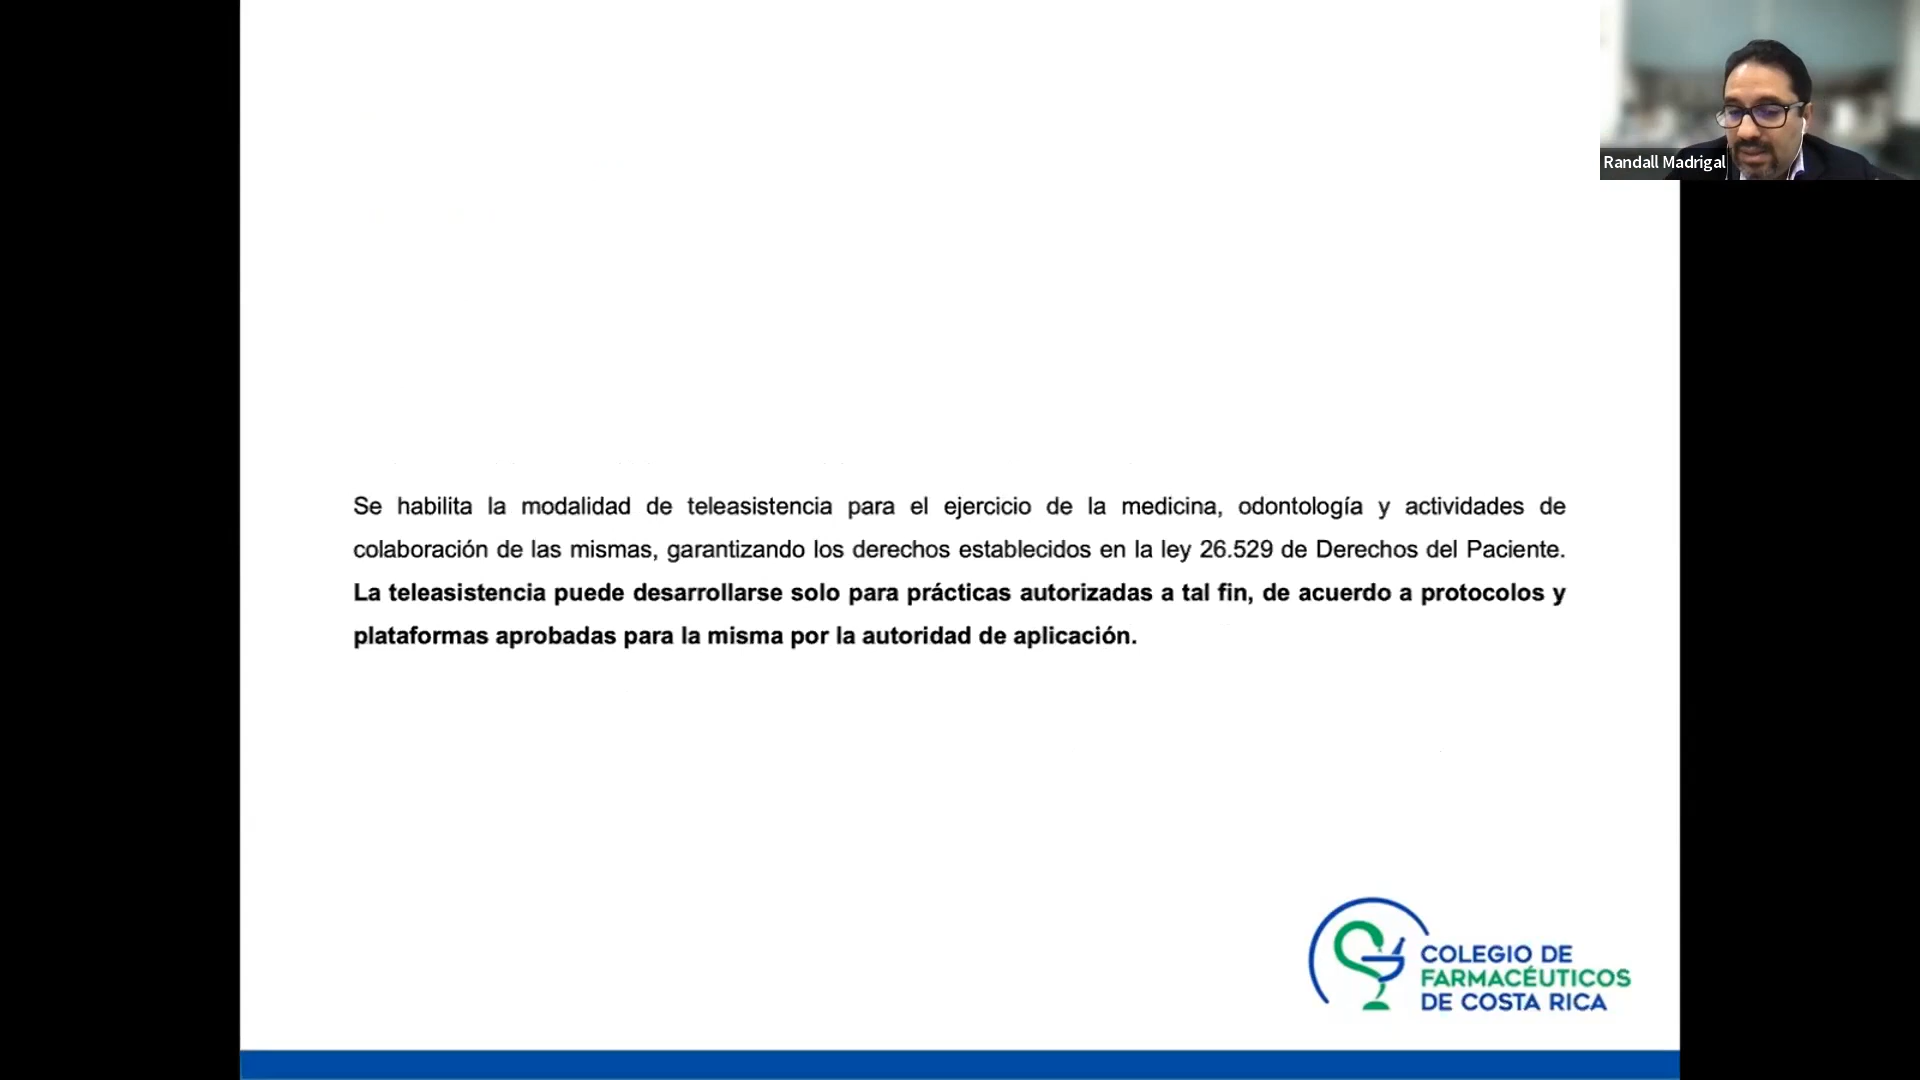 Randall Madrigal
Se habilita la modalidad de teleasistencia para el ejercicio de la medicina, odontología y actividades de
colaboración de las mismas, garantizando los derechos establecidos en la ley 26.529 de Derechos del Paciente.
La teleasistencia puede desarrollarse solo para prácticas autorizadas a tal fin, de acuerdo a protocolos y
plataformas aprobadas para la misma por la autoridad de aplicación.
COLEGIO DE
FARMACÉUTICOS
DE COSTA RICA